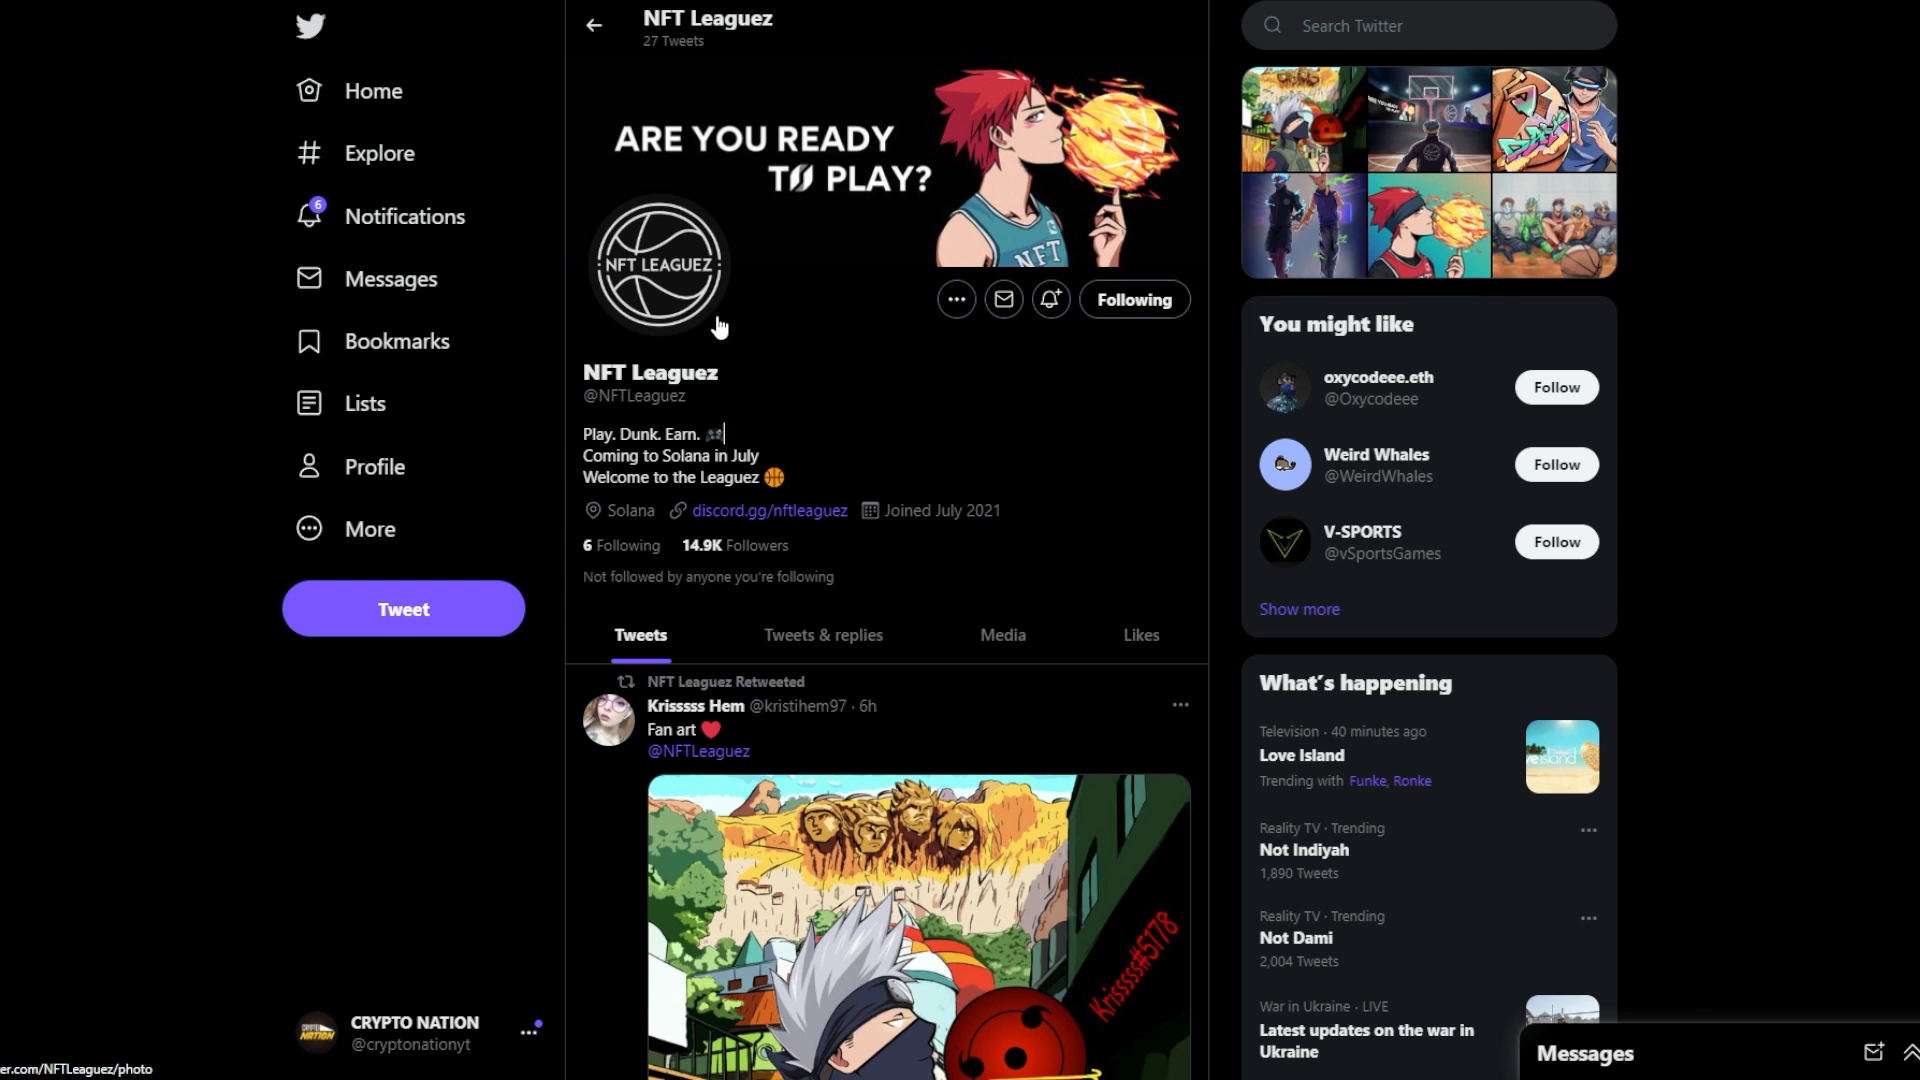 Home
Explore
6
Notifications
Messages
Bookmarks
Lists
Profile
More
Tweet
CRYPTO NATION
@cryptonationyt
er.com/NFTLeaguez/photo
NFT Leaguez
27 Tweets
ARE YOU READY
TO PLAY?
NFT
NFT LEAGUEZ
Following
NFT Leaguez
@NFTLeaguez
Play. Dunk. Earn. 🎮
Coming to Solana in July
Welcome to the Leaguez 🏀
Solana discord.gg/nftleaguez Joined July 2021
6 Following 14.9K Followers
Not followed by anyone you're following
Tweets Tweets & replies Media Likes
NFT Leaguez Retweeted
Krisssss Hem @kristihem97 · 6h
Fan art ❤️
@NFTLeaguez
Krisssss#5178
Search Twitter
You might like
oxycodeee.eth
@Oxycodeee
Follow
Weird Whales
@WeirdWhales
Follow
V-SPORTS
@vSportsGames
Follow
Show more
What's happening
Television · 40 minutes ago
Love Island
Trending with Funke, Ronke
Reality TV · Trending
Not Indiyah
1,890 Tweets
Reality TV · Trending
Not Dami
2,004 Tweets
War in Ukraine · LIVE
Latest updates on the war in
Ukraine
Messages